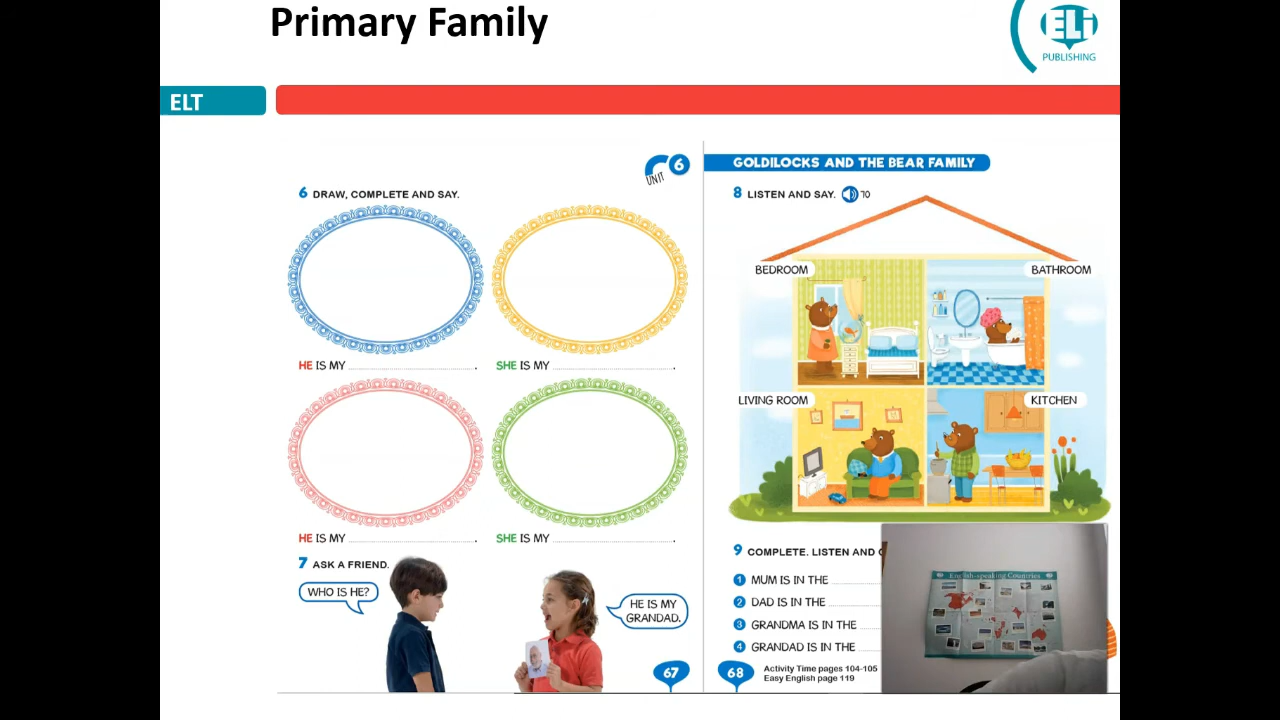 Primary Family
ELi
PUBLISHING
ELT
UNIT 6
6 DRAW, COMPLETE AND SAY.
HE IS MY .
SHE IS MY .
HE IS MY .
SHE IS MY .
7 ASK A FRIEND.
WHO IS HE?
HE IS MY
GRANDAD.
67
GOLDILOCKS AND THE BEAR FAMILY
8 LISTEN AND SAY. 70
BEDROOM
BATHROOM
LIVING ROOM
KITCHEN
9 COMPLETE. LISTEN AND
1 MUM IS IN THE
2 DAD IS IN THE
3 GRANDMA IS IN THE
4 GRANDAD IS IN THE
68
Activity Time pages 104-105
Easy English page 119
English-speaking Countries